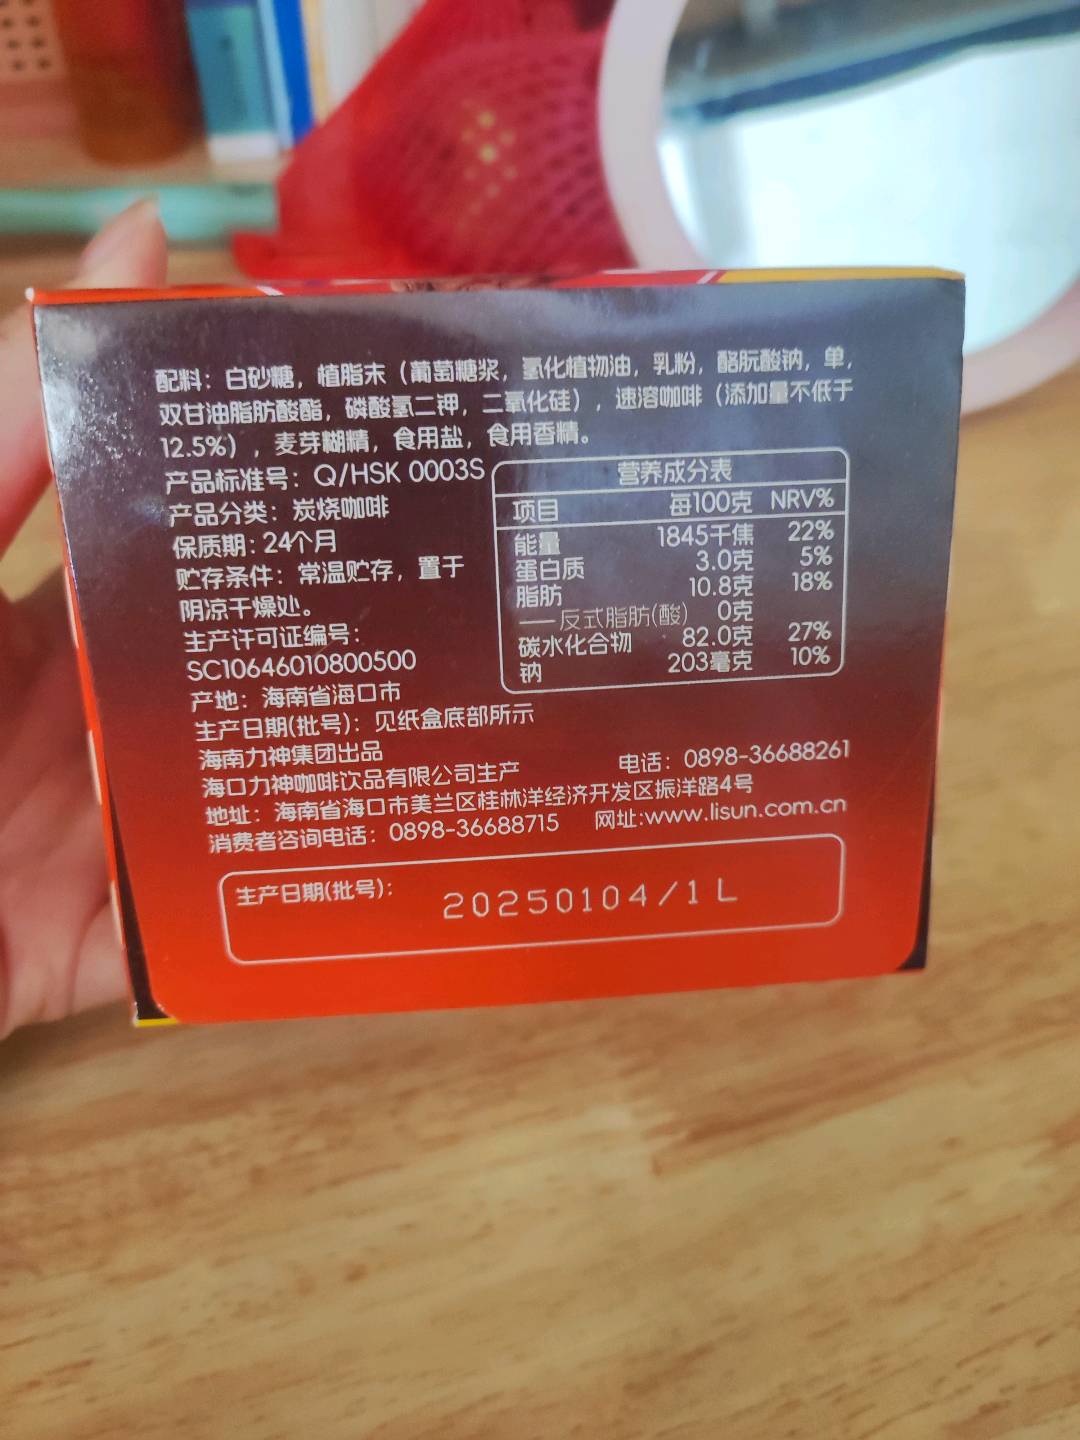 配料：白砂糖，植脂末（葡萄糖浆，氢化植物油，乳粉，酪朊酸钠，单，
双甘油脂肪酸酯，磷酸氢二钾，二氧化硅），速溶咖啡（添加量不低于
12.5%），麦芽糊精，食用盐，食用香精。
产品标准号：Q/HSK 0003S
产品分类：炭烧咖啡
保质期：24个月
贮存条件：常温贮存，置于
阴凉干燥处。
生产许可证编号：
SC10646010800500
产地：海南省海口市
生产日期(批号)：见纸盒底部所示
海南力神集团出品
海口力神咖啡饮品有限公司生产 电话：0898-36688261
地址：海南省海口市美兰区桂林洋经济开发区振洋路4号
消费者咨询电话：0898-36688715 网址:www.lisun.com.cn
营养成分表
项目 每100克 NRV%
能量 1845千焦 22%
蛋白质 3.0克 5%
脂肪 10.8克 18%
——反式脂肪(酸) 0克
碳水化合物 82.0克 27%
钠 203毫克 10%
生产日期(批号)： 20250104/1L